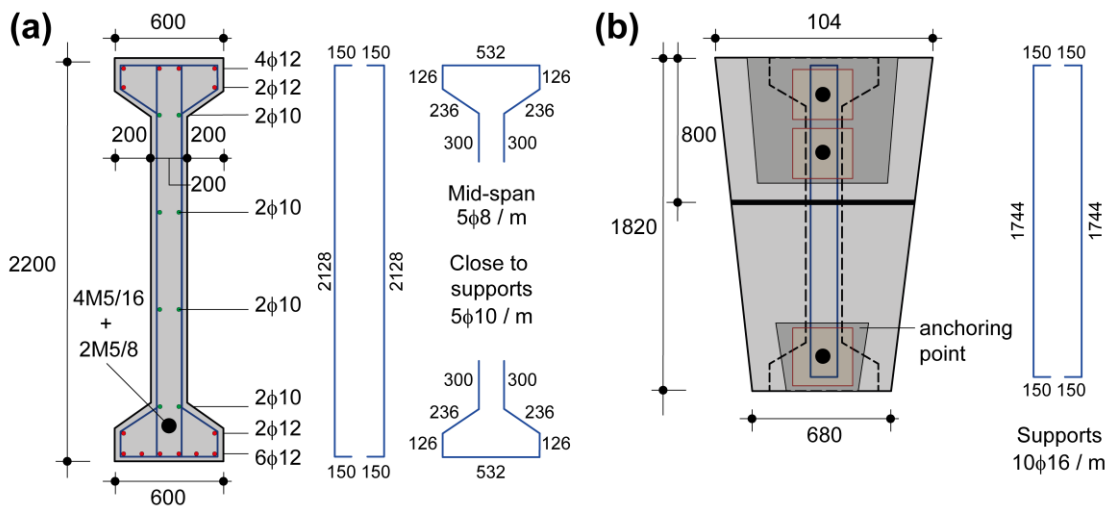 (a)
600
4ϕ12
2ϕ12
2ϕ10
200
200
200
2ϕ10
2200
4M5/16
+
2M5/8
2ϕ10
2ϕ10
2ϕ12
6ϕ12
600
150 150
2128
2128
150 150
532
126
126
236
236
300
300
Mid-span
5ϕ8 / m
Close to
supports
5ϕ10 / m
300
300
236
236
126
126
532
(b)
104
800
1820
anchoring
point
680
150 150
1744
1744
150 150
Supports
10ϕ16 / m